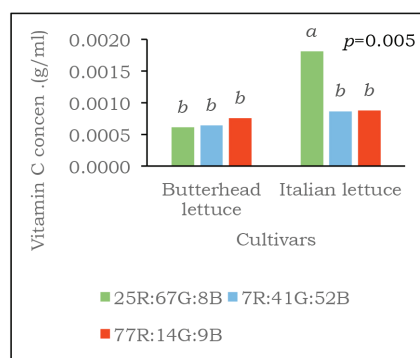 Vitamin C concen .(g/ml)
0.0020
0.0015
0.0010
0.0005
0.0000
b b b
a
b b
p=0.005
Butterhead lettuce
Italian lettuce
Cultivars
25R:67G:8B
7R:41G:52B
77R:14G:9B